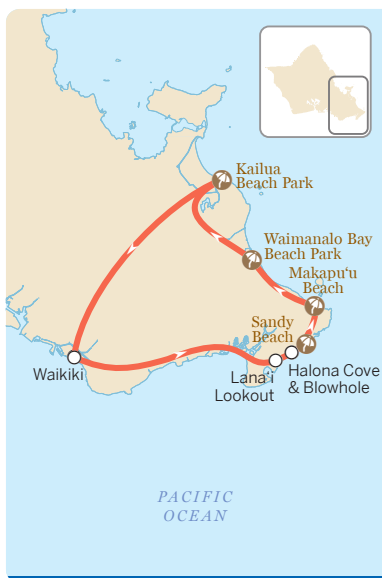 Kailua
Beach Park
Waimanalo Bay
Beach Park
Makapu‘u
Beach
Sandy
Beach
Halona Cove
& Blowhole
Lana‘i
Lookout
Waikiki
PACIFIC
OCEAN